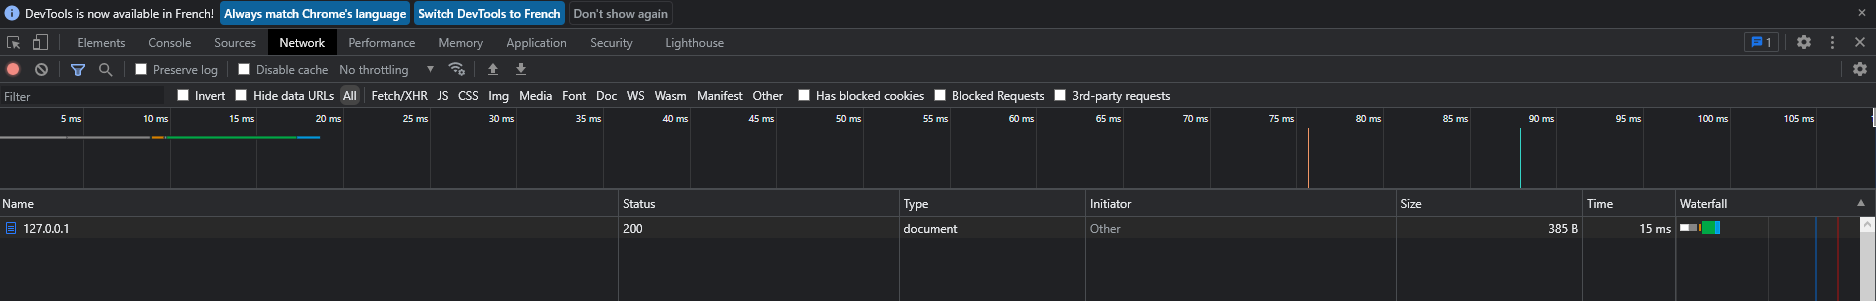 DevTools is now available in French! Always match Chrome's language Switch DevTools to French Don't show again
Elements Console Sources Network Performance Memory Application Security Lighthouse 1
Preserve log Disable cache No throttling
Filter Invert Hide data URLs All Fetch/XHR JS CSS Img Media Font Doc WS Wasm Manifest Other Has blocked cookies Blocked Requests 3rd-party requests
5 ms 10 ms 15 ms 20 ms 25 ms 30 ms 35 ms 40 ms 45 ms 50 ms 55 ms 60 ms 65 ms 70 ms 75 ms 80 ms 85 ms 90 ms 95 ms 100 ms 105 ms
Name Status Type Initiator Size Time Waterfall
127.0.0.1 200 document Other 385 B 15 ms